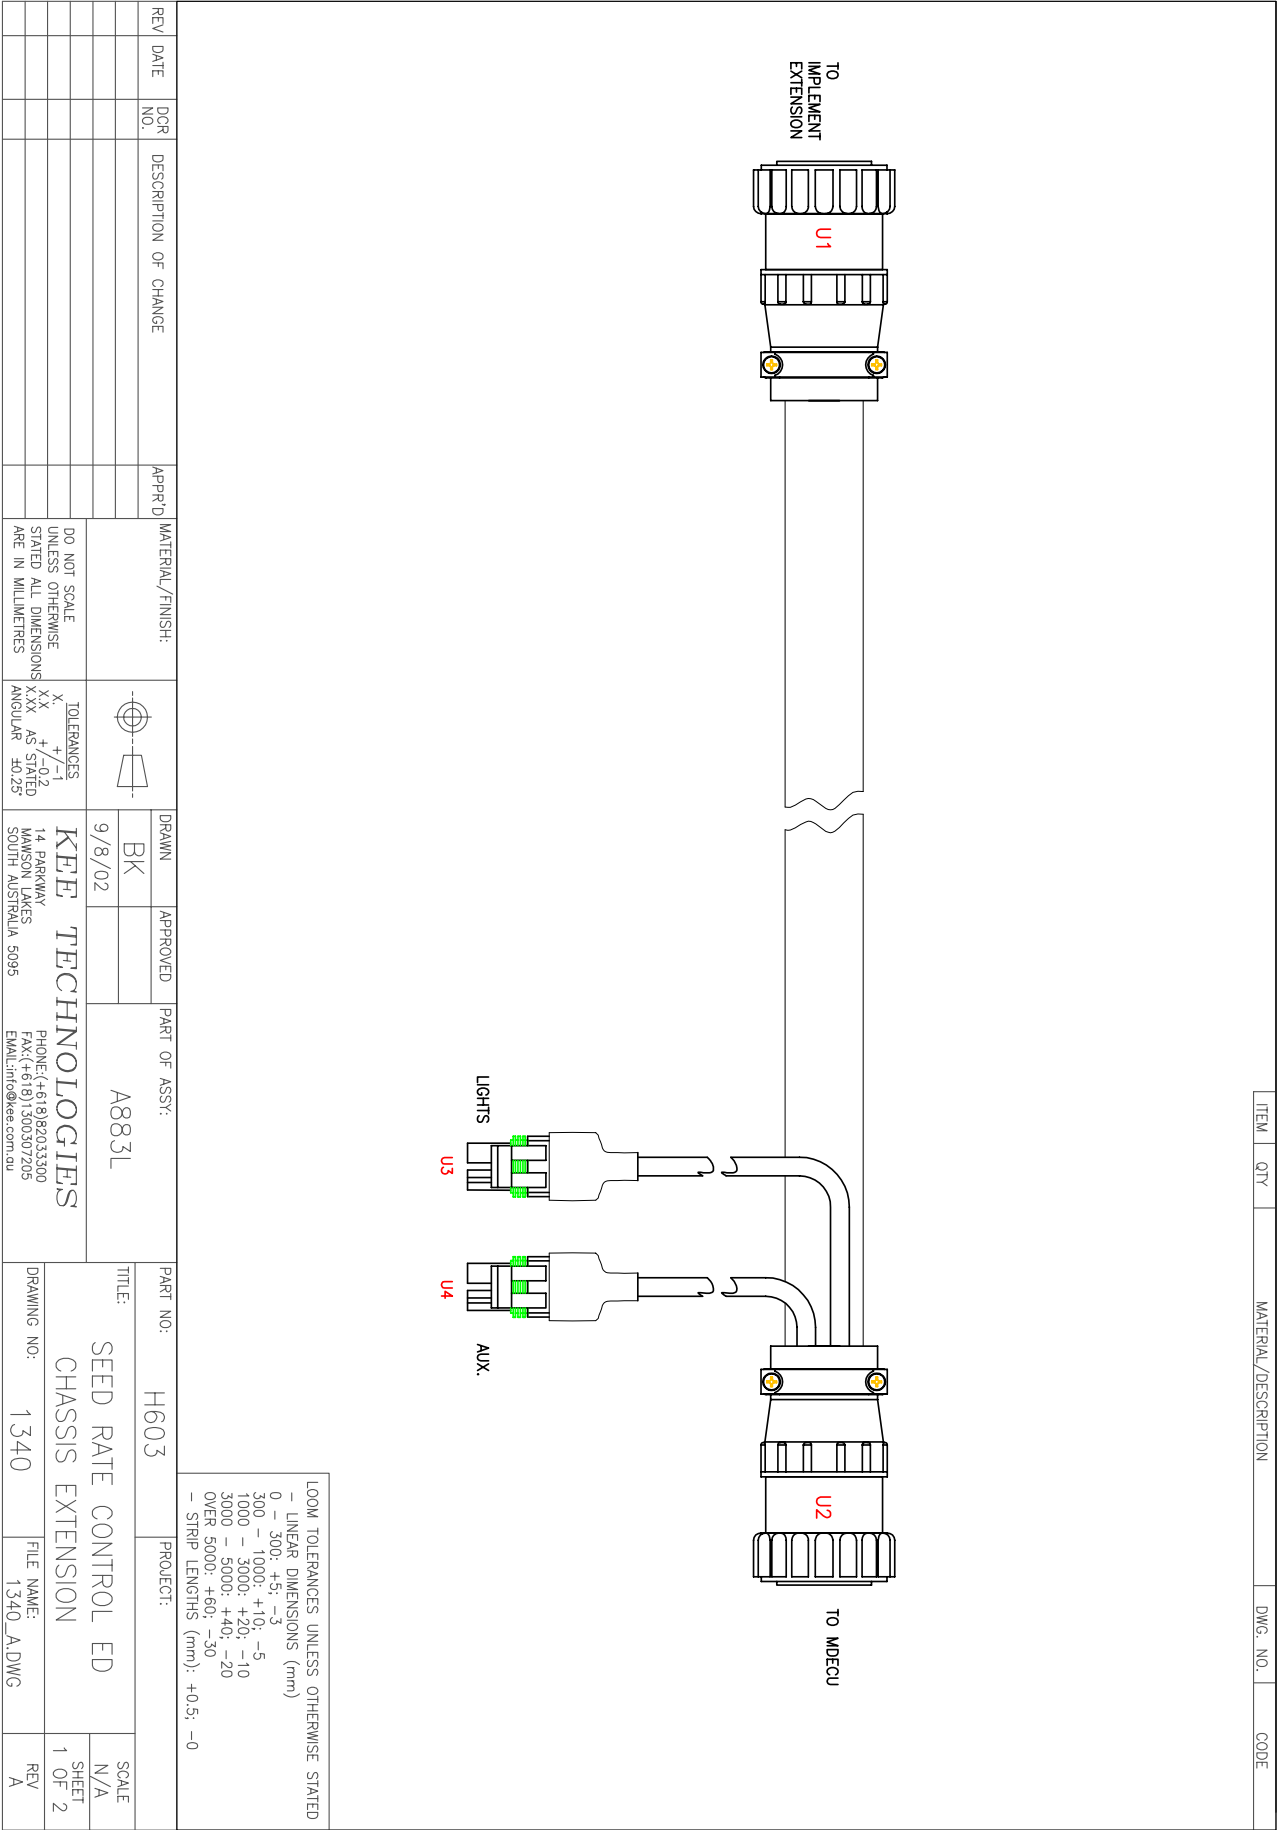 ITEM
QTY
MATERIAL/DESCRIPTION
DWG. NO.
CODE
TO
IMPLEMENT
EXTENSION
U1
U2
TO MDECU
LIGHTS
U3
U4
AUX.
LOOM TOLERANCES UNLESS OTHERWISE STATED
- LINEAR DIMENSIONS (mm)
0 - 300: +5; -3
300 - 1000: +10; -5
1000 - 3000: +20; -10
3000 - 5000: +40; -20
OVER 5000: +60; -30
- STRIP LENGTHS (mm): +0.5; -0
REV
DATE
DCR
NO.
DESCRIPTION OF CHANGE
APPR'D
MATERIAL/FINISH:
DO NOT SCALE
UNLESS OTHERWISE
STATED ALL DIMENSIONS
ARE IN MILLIMETRES
TOLERANCES
X. +/-1
X.X +/-0.2
X.XX AS STATED
ANGULAR ±0.25°
DRAWN
BK
9/8/02
APPROVED
PART OF ASSY:
A883L
KEE TECHNOLOGIES
14 PARKWAY
MAWSON LAKES
SOUTH AUSTRALIA 5095
PHONE:(+618)82033300
FAX:(+618)1300307205
EMAIL:info@kee.com.au
PART NO:
H603
PROJECT:
TITLE:
SEED RATE CONTROL ED
CHASSIS EXTENSION
SCALE
N/A
SHEET
1 OF 2
DRAWING NO:
1340
FILE NAME:
1340_A.DWG
REV
A